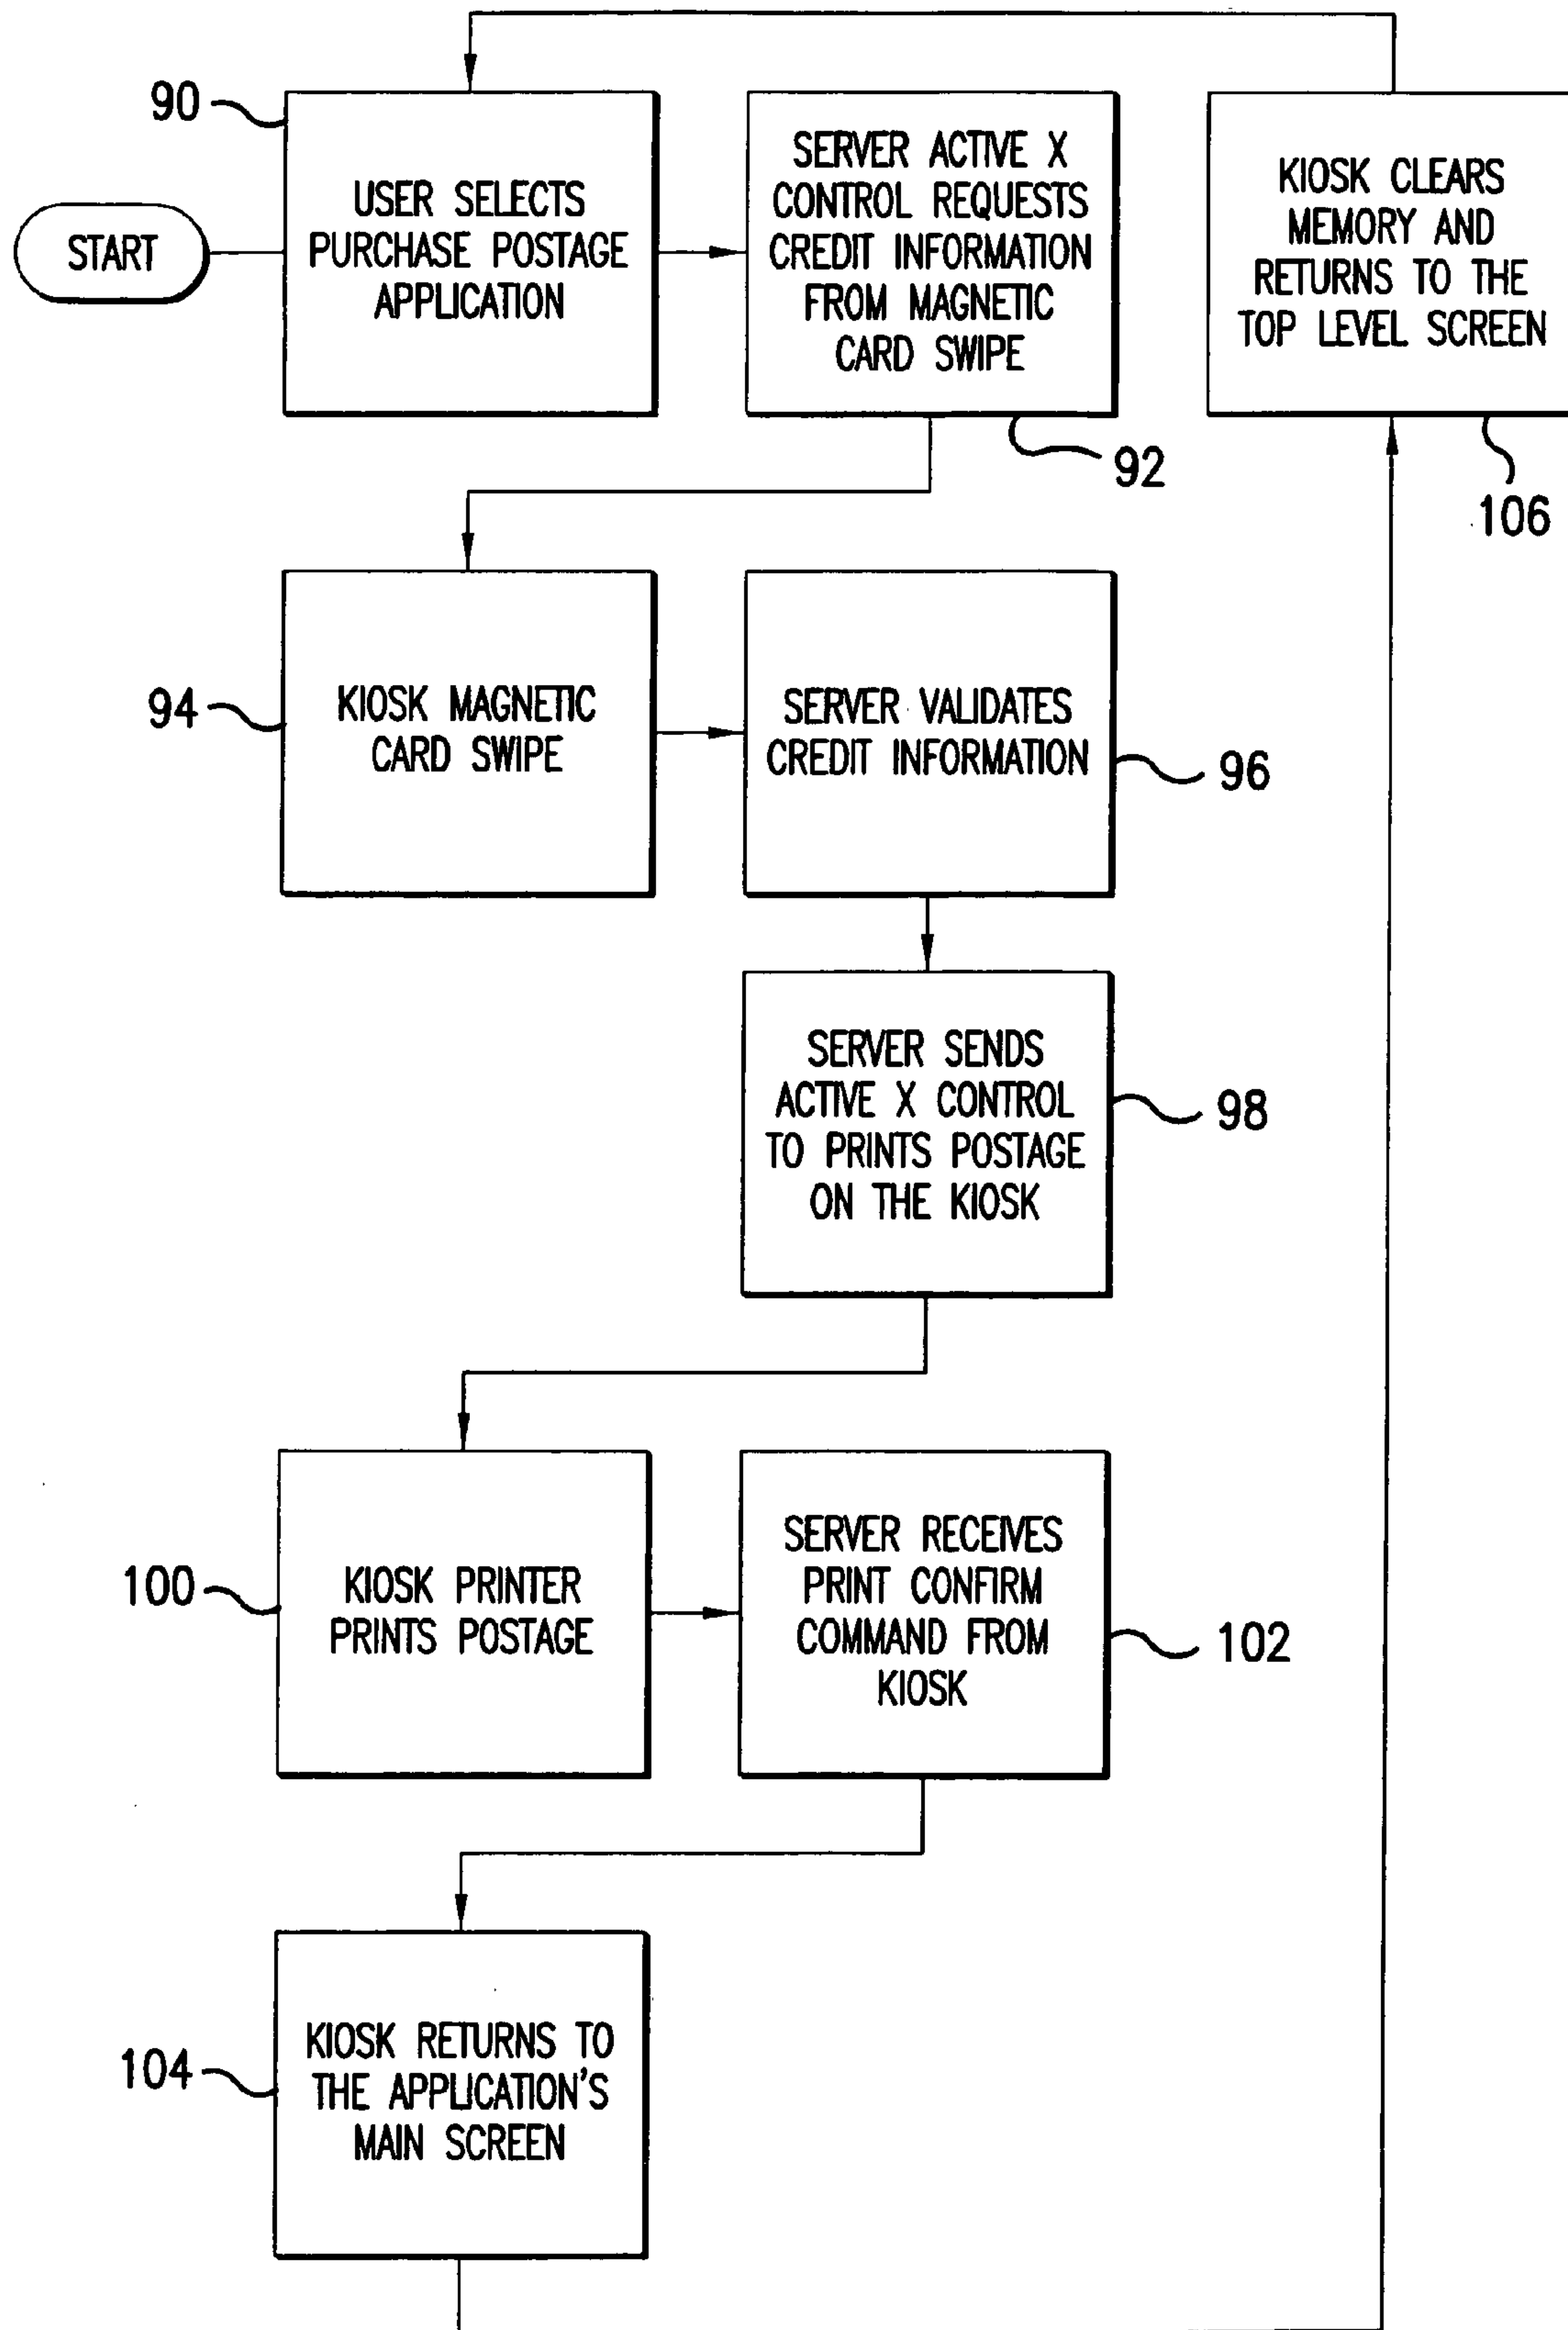 90
START
USER SELECTS
PURCHASE POSTAGE
APPLICATION
SERVER ACTIVE X
CONTROL REQUESTS
CREDIT INFORMATION
FROM MAGNETIC
CARD SWIPE
92
KIOSK CLEARS
MEMORY AND
RETURNS TO THE
TOP LEVEL SCREEN
106
94
KIOSK MAGNETIC
CARD SWIPE
SERVER VALIDATES
CREDIT INFORMATION
96
SERVER SENDS
ACTIVE X CONTROL
TO PRINTS POSTAGE
ON THE KIOSK
98
100
KIOSK PRINTER
PRINTS POSTAGE
SERVER RECEIVES
PRINT CONFIRM
COMMAND FROM
KIOSK
102
104
KIOSK RETURNS TO
THE APPLICATION'S
MAIN SCREEN